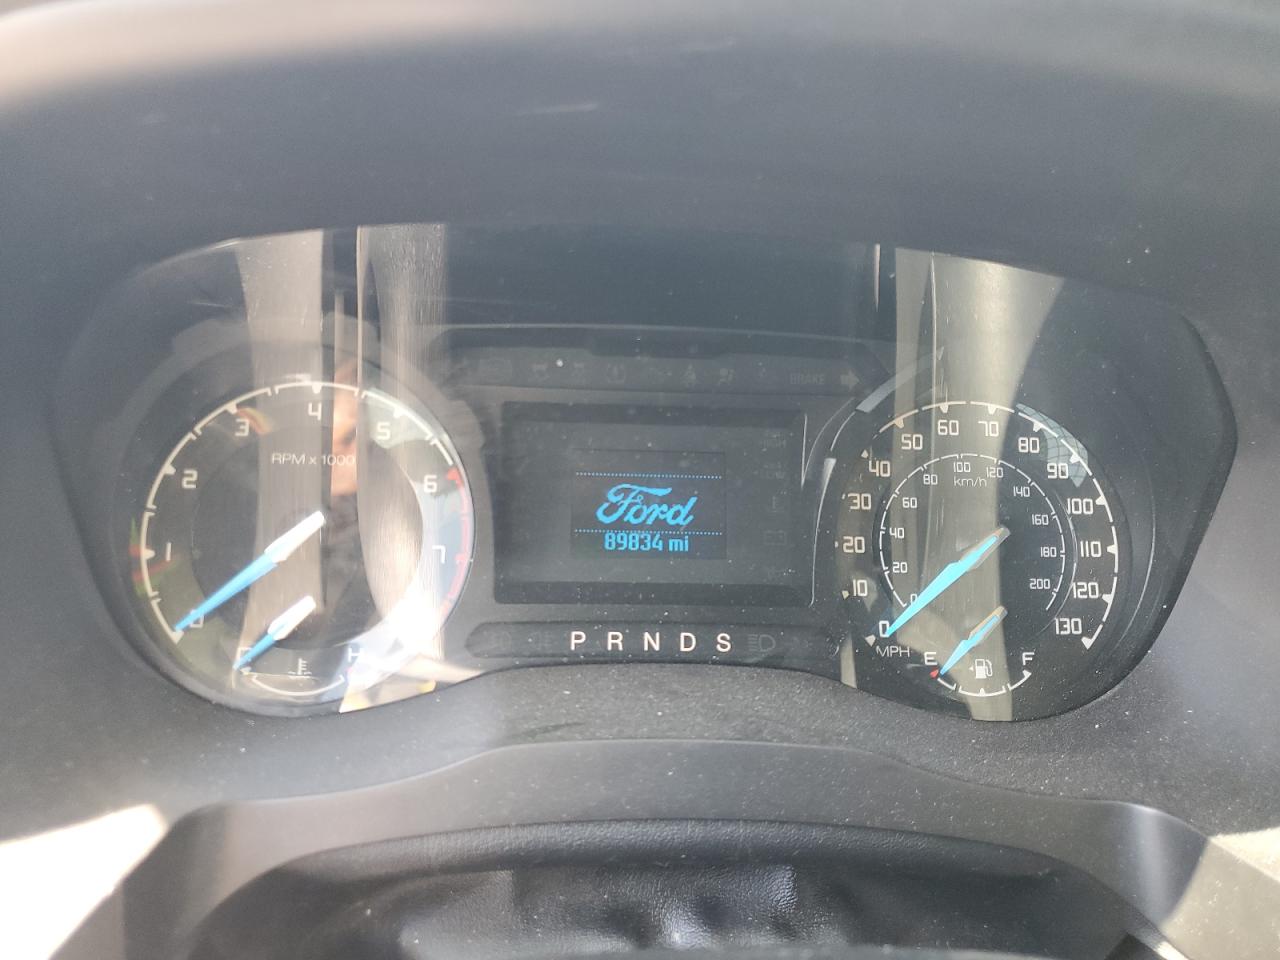 BRAKE
1 2 3 4 5 6 7
RPM x 1000
H
Ford
89834 mi
P R N D S
0 10 20 30 40 50 60 70 80 90 100 110 120 130
MPH
0 20 40 60 80 100 120 140 160 180 200
km/h
E F